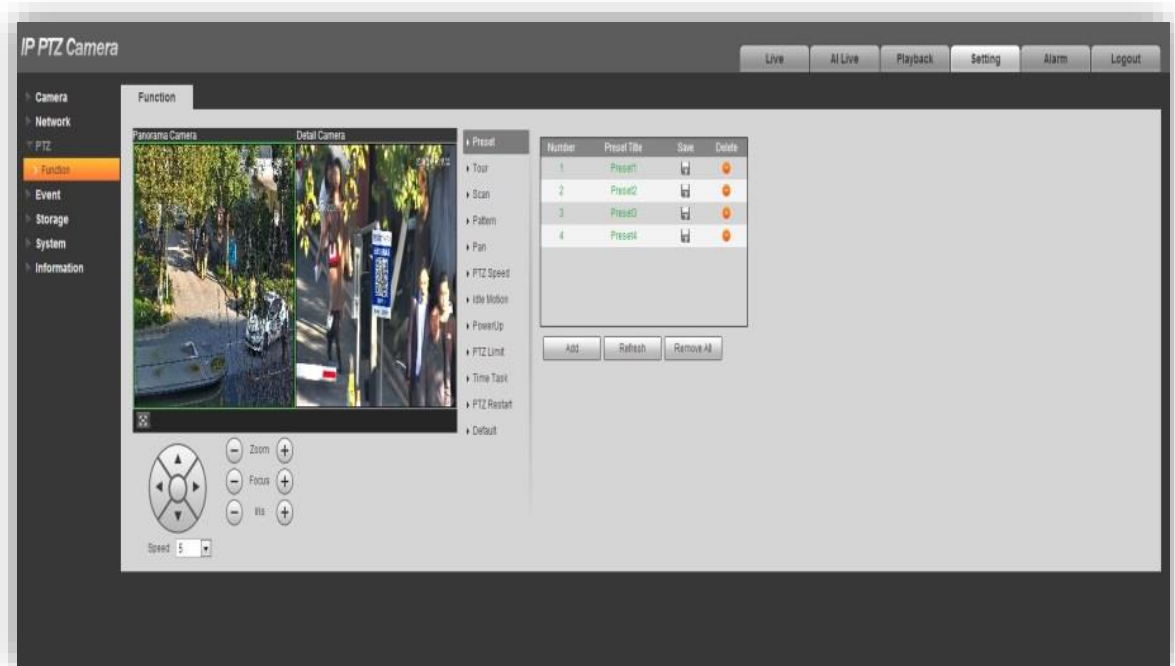 IP PTZ Camera
Live
AI Live
Playback
Setting
Alarm
Logout
Camera
Network
PTZ
Function
Event
Storage
System
Information
Function
Panorama Camera
Detail Camera
Preset
Tour
Scan
Pattern
Pan
PTZ Speed
Idle Motion
PowerUp
PTZ Limit
Time Task
PTZ Restart
Default
Number Preset Title Save Delete
1 Preset1
2 Preset2
3 Preset3
4 Preset4
Add
Refresh
Remove All
Zoom
Focus
Iris
Speed 5